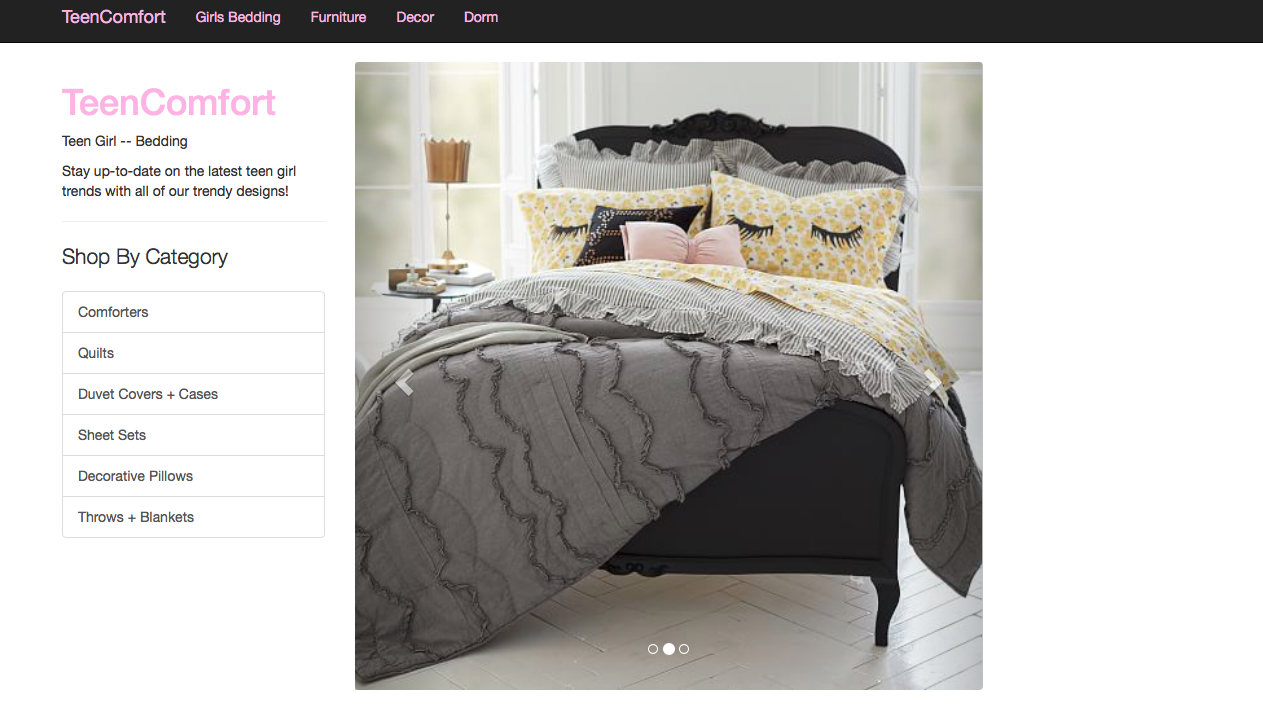 TeenComfort Girls Bedding Furniture Decor Dorm
TeenComfort
Teen Girl -- Bedding
Stay up-to-date on the latest teen girl
trends with all of our trendy designs!
Shop By Category
Comforters
Quilts
Duvet Covers + Cases
Sheet Sets
Decorative Pillows
Throws + Blankets